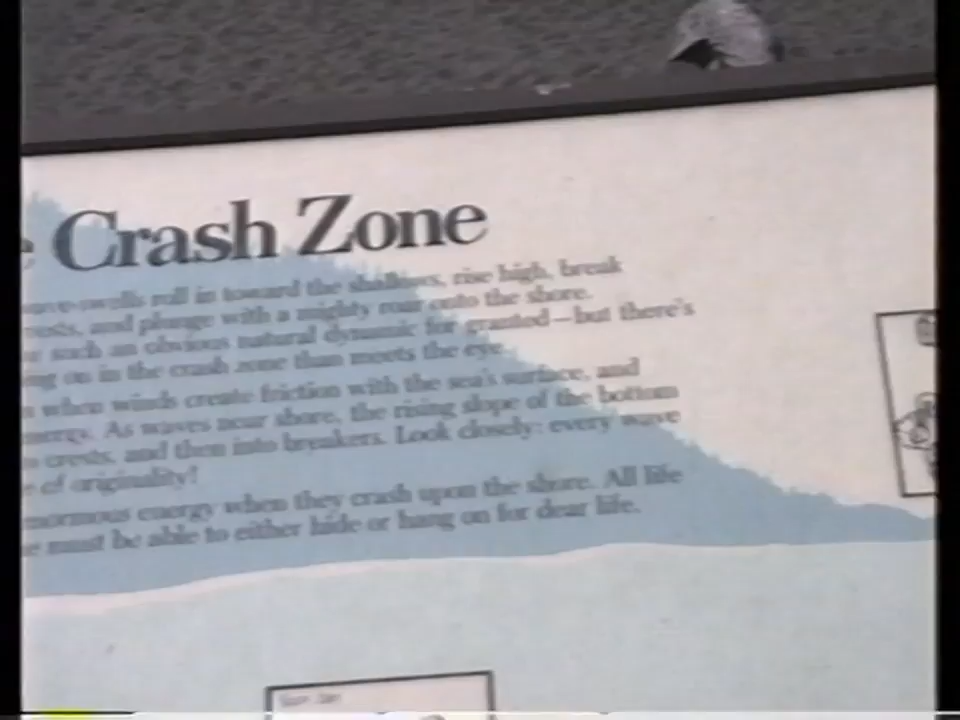 e Crash Zone
wave-swells roll in toward the shallows, rise high, break
and plunge with a mighty roar onto the shore.
such an obvious natural dynamic for granted—but there's
ng on in the crash zone than meets the eye.
when winds create friction with the sea's surface, and
energy. As waves near shore, the rising slope of the bottom
crests, and then into breakers. Look closely: every wave
e of originality!
enormous energy when they crash upon the shore. All life
e must be able to either hide or hang on for dear life.